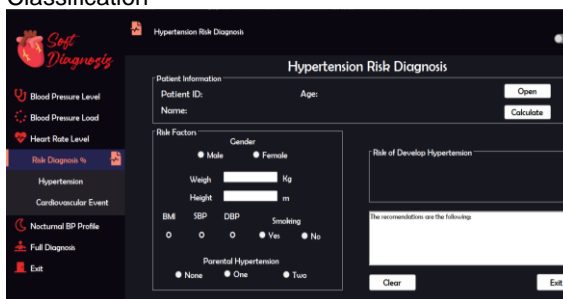 Classification
Soft
Diagnosis
Hypertension Risk Diagnosis
Blood Pressure Level
Blood Pressure Load
Heart Rate Level
Risk Diagnosis %
Hypertension
Cardiovascular Event
Nocturnal BP Profile
Full Diagnosis
Exit
Hypertension Risk Diagnosis
Patient Information
Patient ID: Age: Open
Name: Calculate
Risk Factors
Gender
Male Female
Weigh Kg
Height m
BMI SBP DBP Smoking
0 0 0 Yes No
Parental Hypertension
None One Two
Risk of Develop Hypertension
The recomendations are the following:
Clear Exit